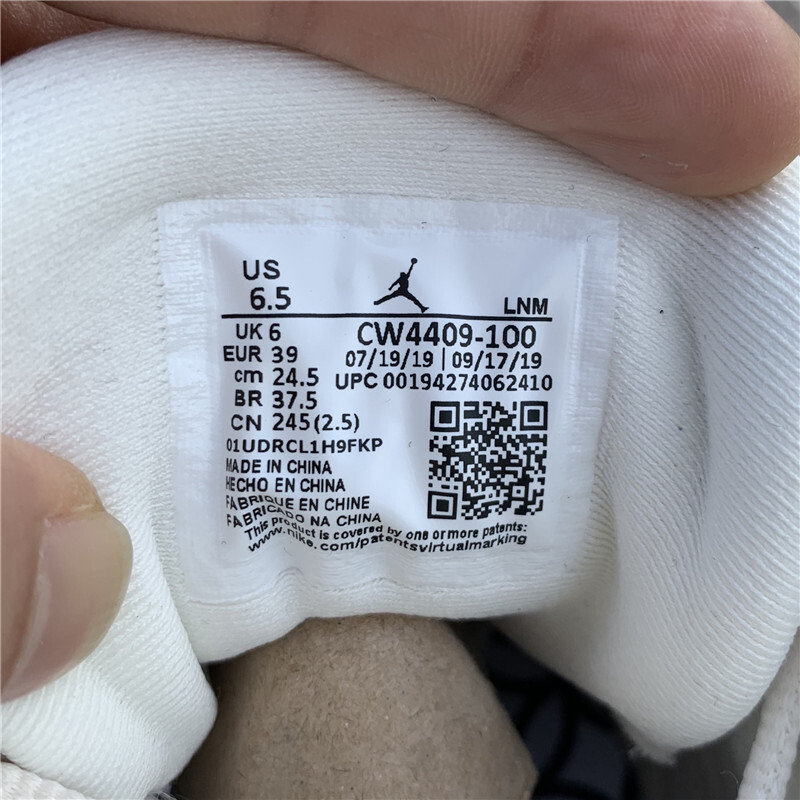 US
6.5
LNM
UK 6
CW4409-100
EUR 39
07/19/19 | 09/17/19
cm 24.5
UPC 00194274062410
BR 37.5
CN 245(2.5)
01UDRCL1H9FKP
MADE IN CHINA
HECHO EN CHINA
FABRIQUE EN CHINE
FABRICADO NA CHINA
This product is covered by one or more patents:
www.nike.com/patentsvirtualmarking